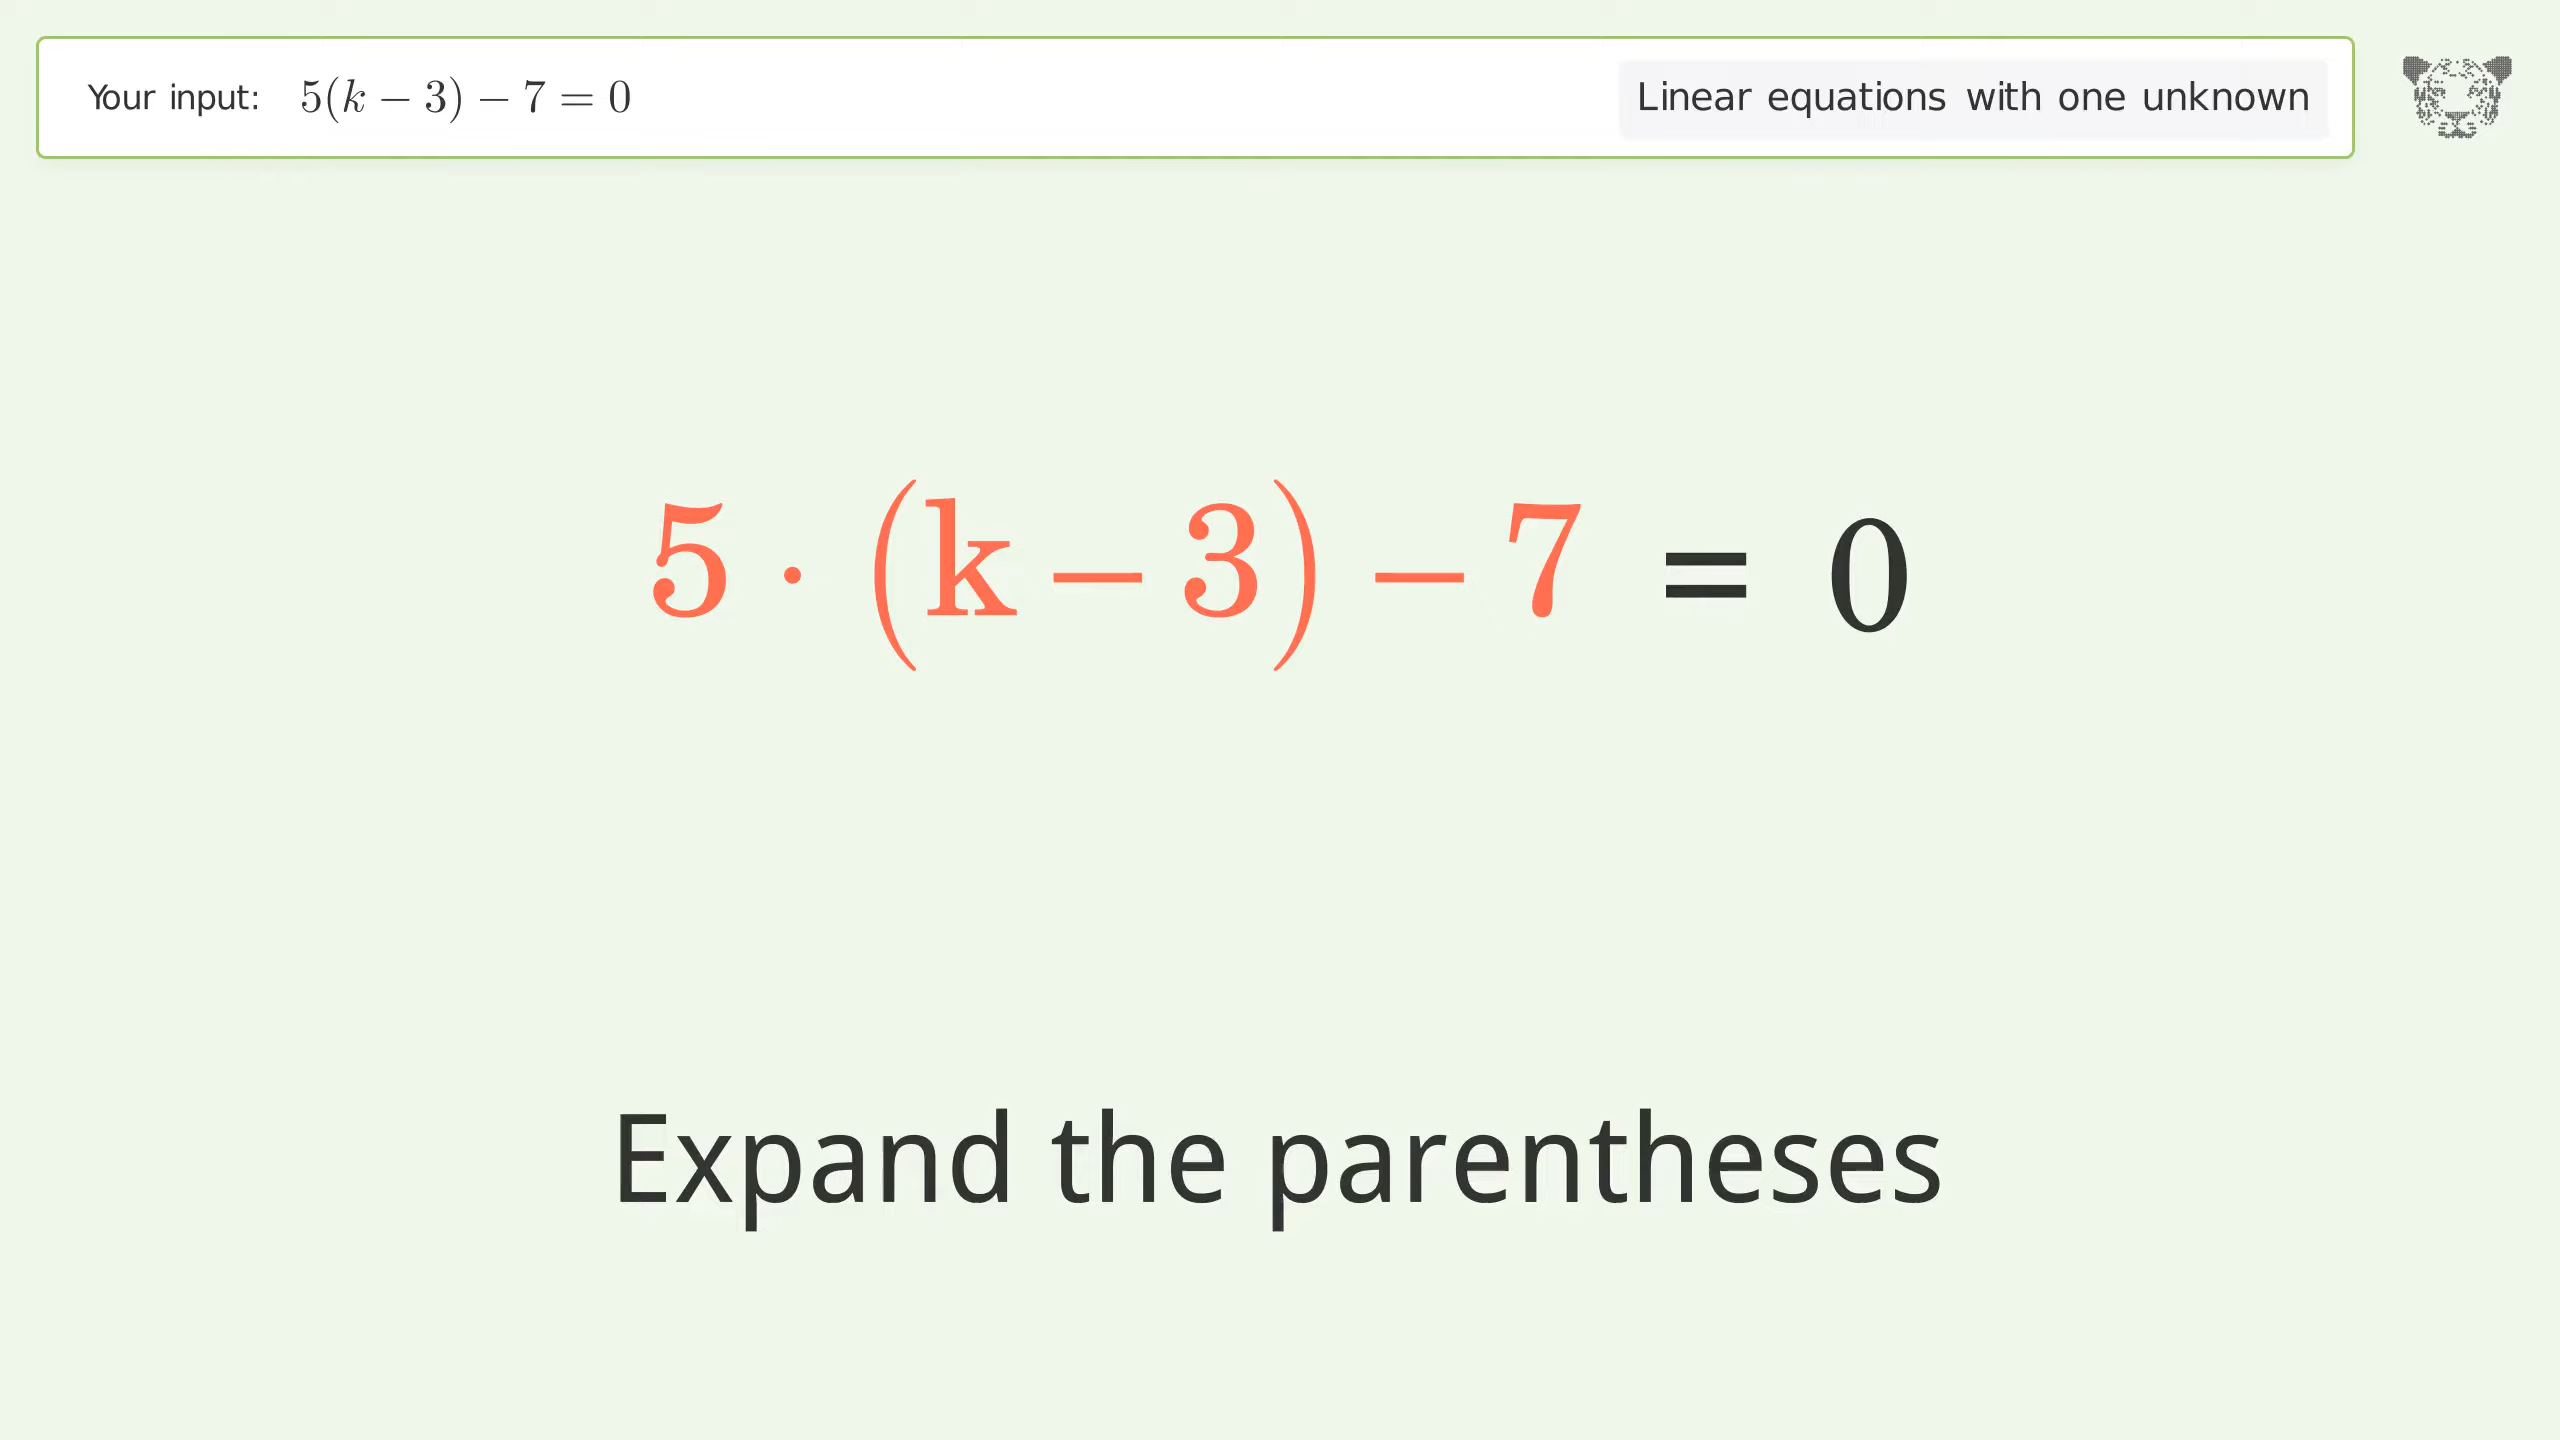 Your input: 5(k − 3) − 7 = 0
Linear equations with one unknown
5 · (k − 3) − 7 = 0
Expand the parentheses